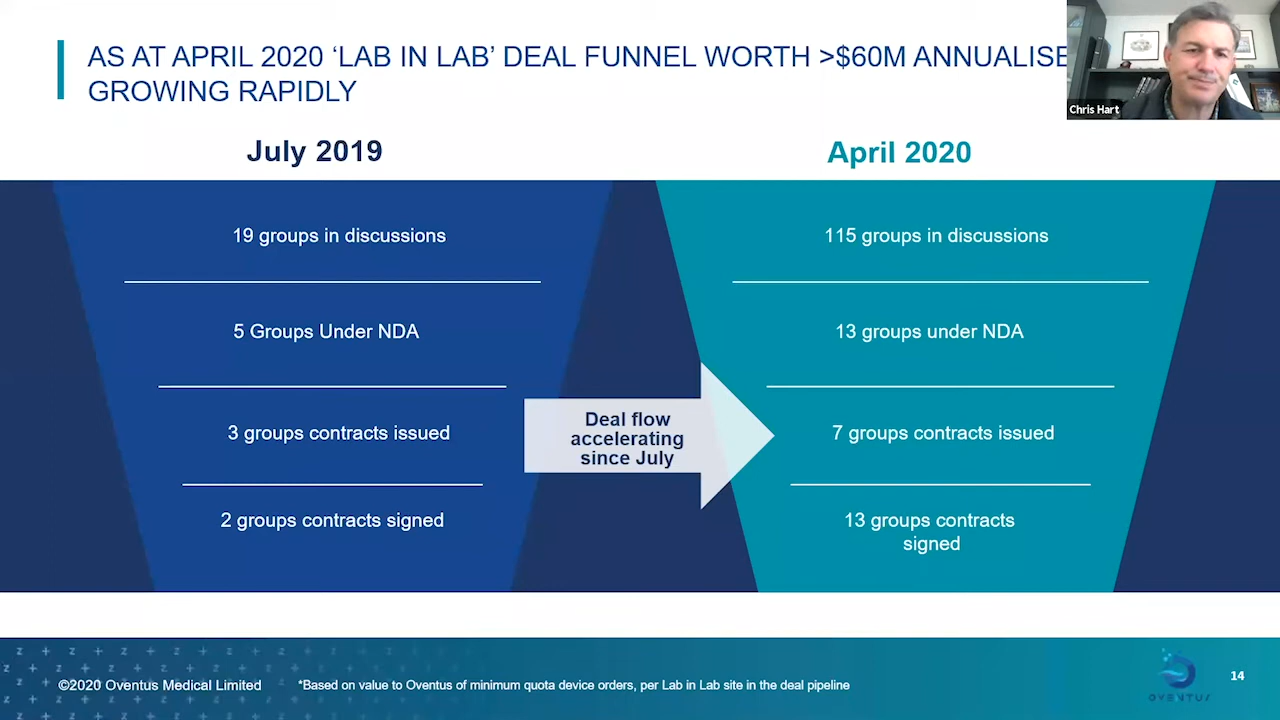 AS AT APRIL 2020 ‘LAB IN LAB’ DEAL FUNNEL WORTH >$60M ANNUALISE
GROWING RAPIDLY
Chris Hart
July 2019
April 2020
19 groups in discussions
5 Groups Under NDA
3 groups contracts issued
2 groups contracts signed
Deal flow
accelerating
since July
115 groups in discussions
13 groups under NDA
7 groups contracts issued
13 groups contracts
signed
©2020 Oventus Medical Limited
*Based on value to Oventus of minimum quota device orders, per Lab in Lab site in the deal pipeline
OVENTUS
14